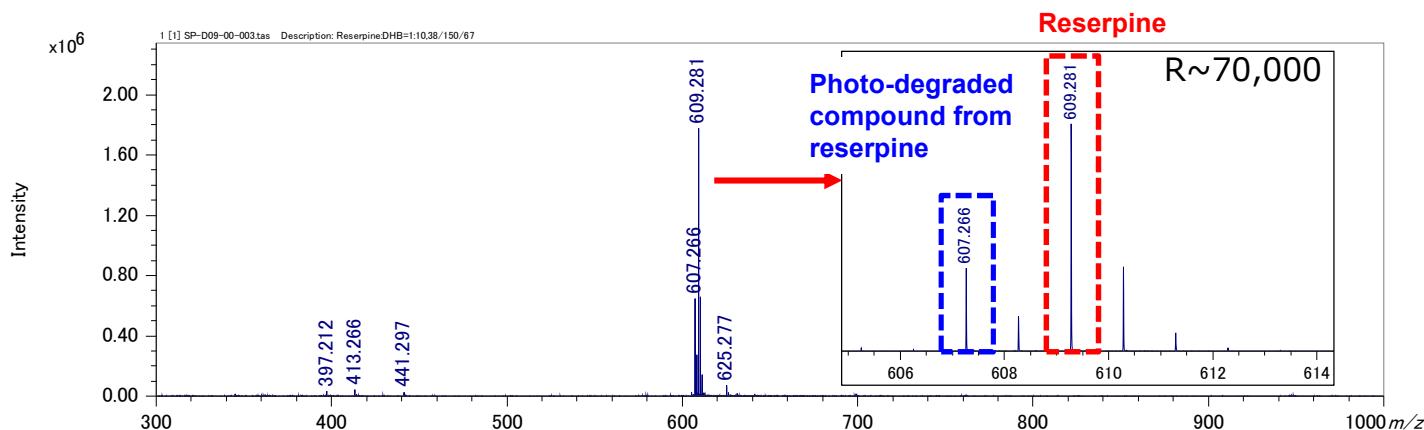 Reserpine
1 [1] SP-D09-00-003.tas Description: Reserpine:DHB=1:10,38/150/67
x10⁶
R~70,000
Photo-degraded
compound from
reserpine
609.281
607.266
606 608 610 612 614
2.00
1.60
1.20
0.80
0.40
0.00
Intensity
397.212
413.266
441.297
607.266
609.281
625.277
300 400 500 600 700 800 900 1000 m/z